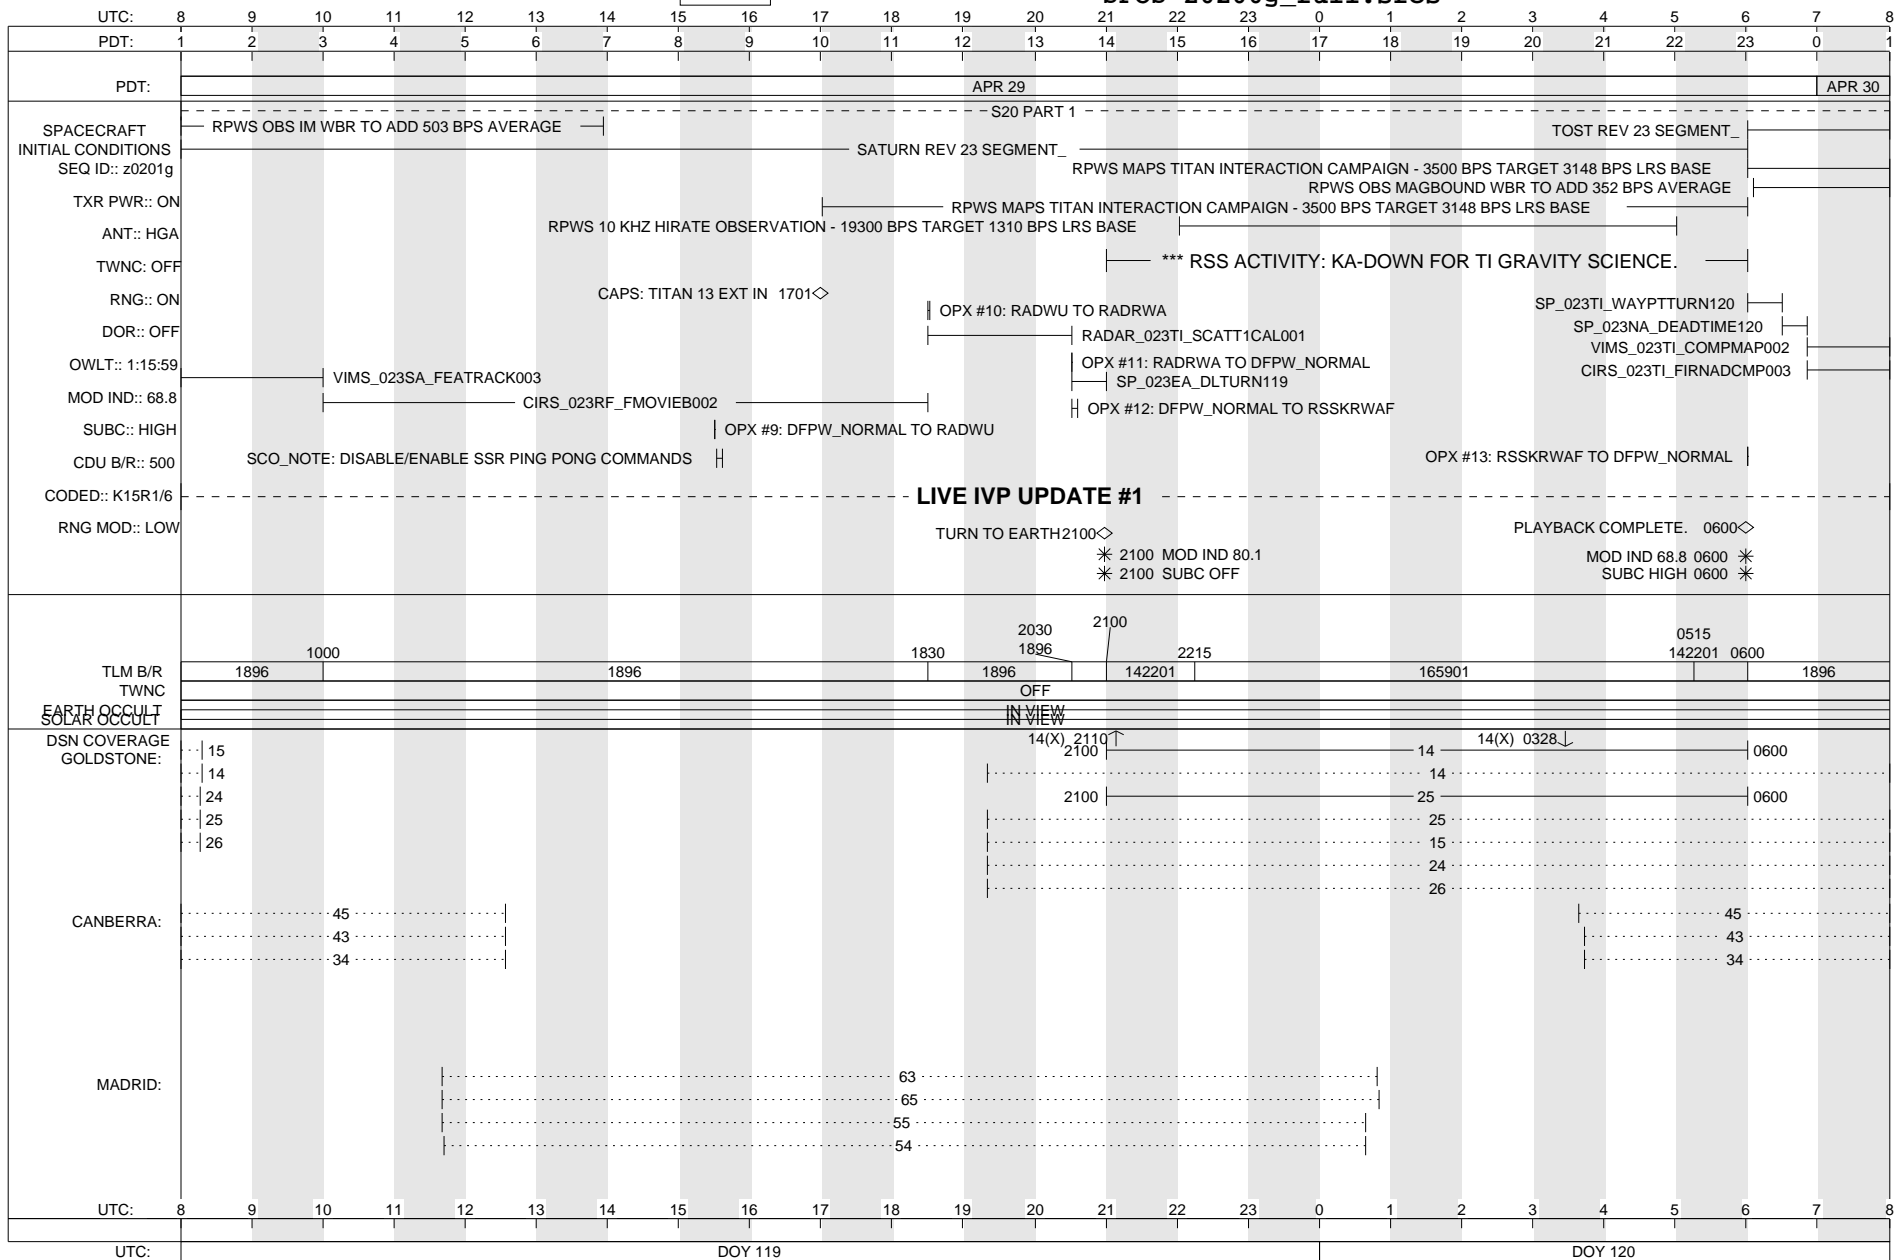 UTC: 8 9 10 11 12 13 14 15 16 17 18 19 20 21 22 23 0 1 2 3 4 5 6 7 8
PDT: 1 2 3 4 5 6 7 8 9 10 11 12 13 14 15 16 17 18 19 20 21 22 23 0 1
PDT: APR 29 APR 30
S20 PART 1
SPACECRAFT
INITIAL CONDITIONS
SEQ ID:: z0201g
TXR PWR:: ON
ANT:: HGA
TWNC: OFF
RNG:: ON
DOR:: OFF
OWLT:: 1:15:59
MOD IND:: 68.8
SUBC:: HIGH
CDU B/R:: 500
CODED:: K15R1/6
RNG MOD:: LOW
RPWS OBS IM WBR TO ADD 503 BPS AVERAGE
TOST REV 23 SEGMENT_
SATURN REV 23 SEGMENT_
RPWS MAPS TITAN INTERACTION CAMPAIGN - 3500 BPS TARGET 3148 BPS LRS BASE
RPWS OBS MAGBOUND WBR TO ADD 352 BPS AVERAGE
RPWS MAPS TITAN INTERACTION CAMPAIGN - 3500 BPS TARGET 3148 BPS LRS BASE
RPWS 10 KHZ HIRATE OBSERVATION - 19300 BPS TARGET 1310 BPS LRS BASE
*** RSS ACTIVITY: KA-DOWN FOR TI GRAVITY SCIENCE.
CAPS: TITAN 13 EXT IN 1701
SP_023TI_WAYPTTURN120
OPX #10: RADWU TO RADRWA
SP_023NA_DEADTIME120
RADAR_023TI_SCATT1CAL001
VIMS_023TI_COMPMAP002
OPX #11: RADRWA TO DFPW_NORMAL
CIRS_023TI_FIRNADCMP003
VIMS_023SA_FEATRACK003
SP_023EA_DLTURN119
CIRS_023RF_FMOVIEB002
OPX #12: DFPW_NORMAL TO RSSKRWAF
OPX #9: DFPW_NORMAL TO RADWU
SCO_NOTE: DISABLE/ENABLE SSR PING PONG COMMANDS
OPX #13: RSSKRWAF TO DFPW_NORMAL
LIVE IVP UPDATE #1
TURN TO EARTH2100
PLAYBACK COMPLETE. 0600
2100 MOD IND 80.1
MOD IND 68.8 0600
2100 SUBC OFF
SUBC HIGH 0600
2100
2030 0515
1000 1830 1896 2215 142201 0600
TLM B/R 1896 1896 1896 142201 165901 1896
TWNC OFF
EARTH OCCULT IN VIEW
SOLAR OCCULT IN VIEW
DSN COVERAGE 14(X) 2110 14(X) 0328
GOLDSTONE: 15 2100 14 0600
14 14
24 2100 25 0600
25 25
26 15
24
26
CANBERRA: 45 45
43 43
34 34
MADRID: 63
65
55
54
UTC: 8 9 10 11 12 13 14 15 16 17 18 19 20 21 22 23 0 1 2 3 4 5 6 7 8
UTC: DOY 119 DOY 120